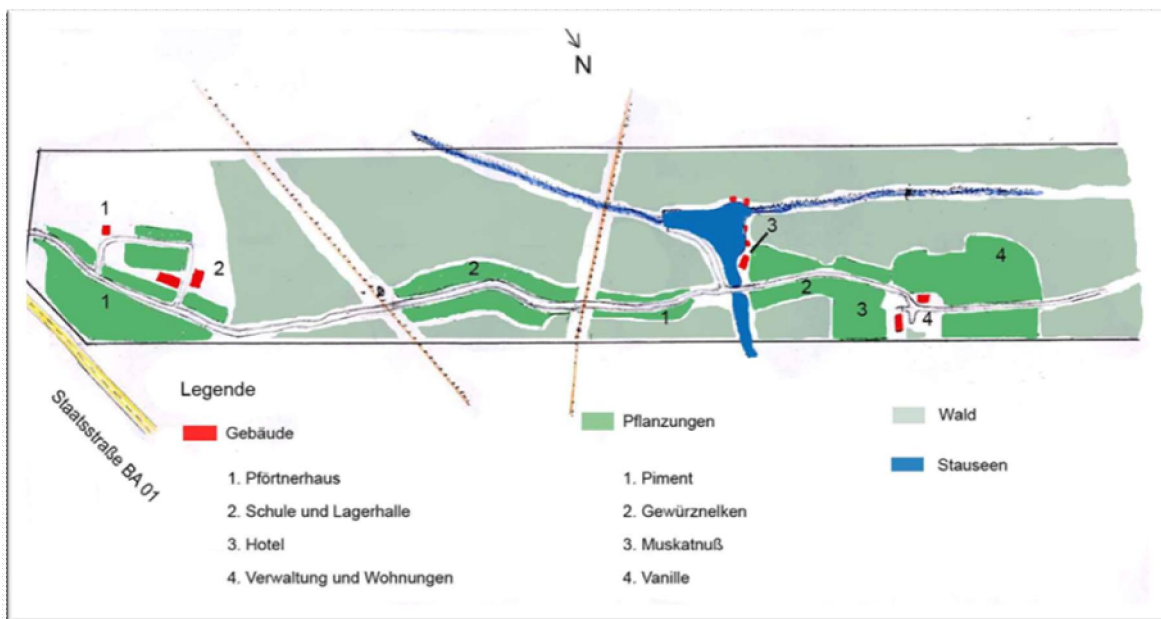 N
1
2
1
2
1
3
2
3
4
4
Staatsstraße BA 01
Legende
Gebäude
1. Pförtnerhaus
2. Schule und Lagerhalle
3. Hotel
4. Verwaltung und Wohnungen
Pflanzungen
1. Piment
2. Gewürznelken
3. Muskatnuß
4. Vanille
Wald
Stauseen